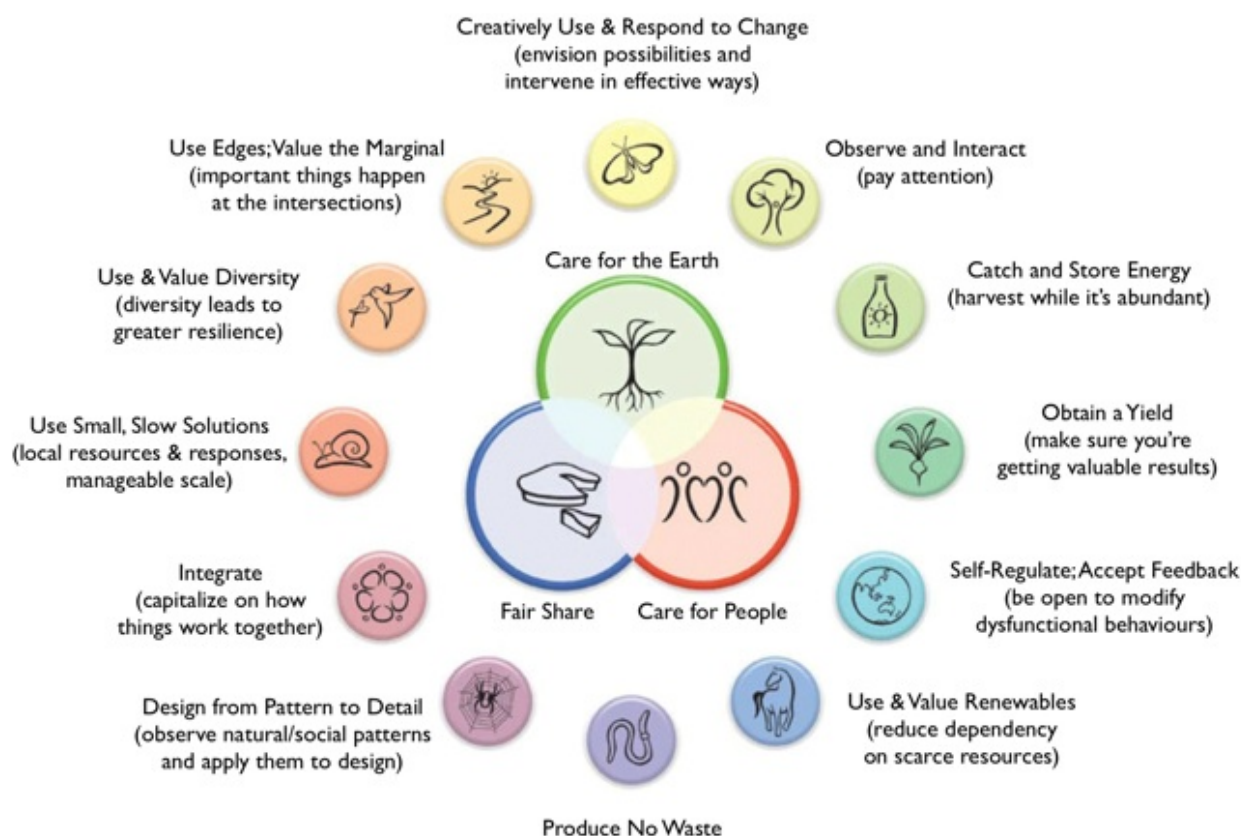 Creatively Use & Respond to Change
(envision possibilities and
intervene in effective ways)
Observe and Interact
(pay attention)
Catch and Store Energy
(harvest while it's abundant)
Obtain a Yield
(make sure you're
getting valuable results)
Self-Regulate; Accept Feedback
(be open to modify
dysfunctional behaviours)
Use & Value Renewables
(reduce dependency
on scarce resources)
Produce No Waste
Design from Pattern to Detail
(observe natural/social patterns
and apply them to design)
Integrate
(capitalize on how
things work together)
Use Small, Slow Solutions
(local resources & responses,
manageable scale)
Use & Value Diversity
(diversity leads to
greater resilience)
Use Edges; Value the Marginal
(important things happen
at the intersections)
Care for the Earth
Fair Share
Care for People